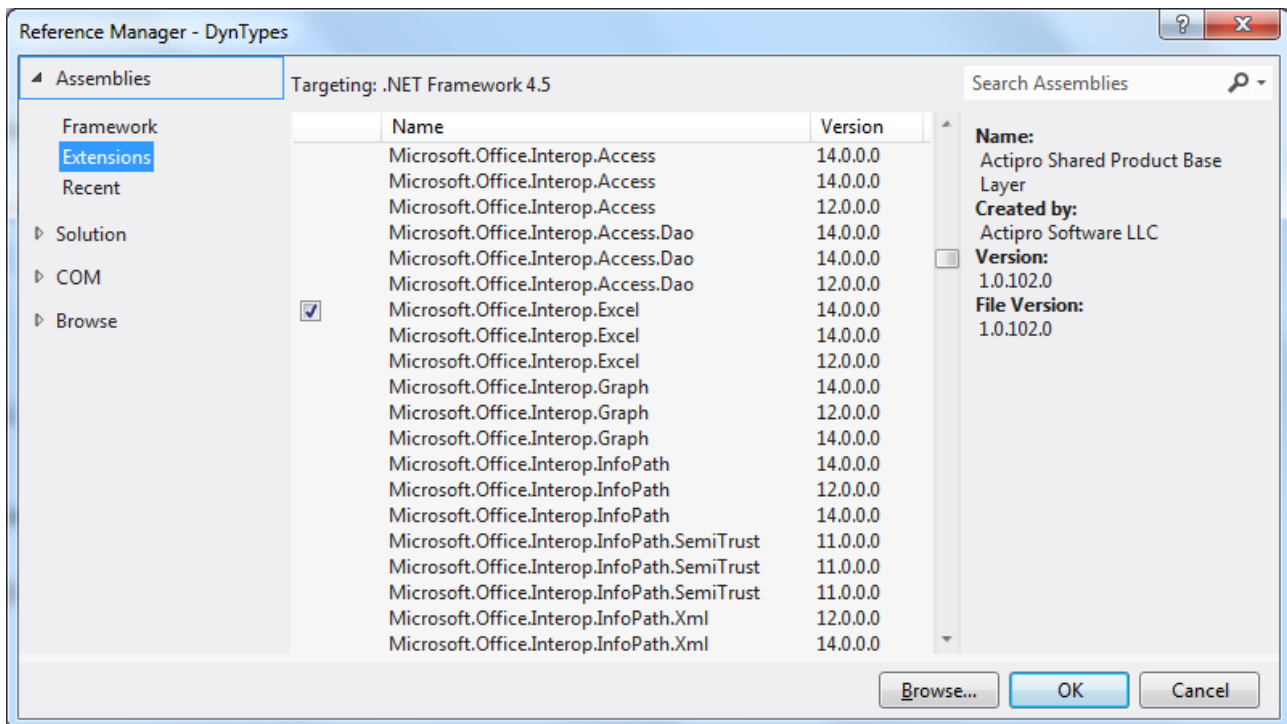 Reference Manager - DynTypes
Assemblies
Framework
Extensions
Recent
Solution
COM
Browse
Targeting: .NET Framework 4.5
Search Assemblies
Name Version
Microsoft.Office.Interop.Access 14.0.0.0
Microsoft.Office.Interop.Access 14.0.0.0
Microsoft.Office.Interop.Access 12.0.0.0
Microsoft.Office.Interop.Access.Dao 14.0.0.0
Microsoft.Office.Interop.Access.Dao 14.0.0.0
Microsoft.Office.Interop.Access.Dao 12.0.0.0
Microsoft.Office.Interop.Excel 14.0.0.0
Microsoft.Office.Interop.Excel 14.0.0.0
Microsoft.Office.Interop.Excel 12.0.0.0
Microsoft.Office.Interop.Graph 14.0.0.0
Microsoft.Office.Interop.Graph 12.0.0.0
Microsoft.Office.Interop.Graph 14.0.0.0
Microsoft.Office.Interop.InfoPath 14.0.0.0
Microsoft.Office.Interop.InfoPath 12.0.0.0
Microsoft.Office.Interop.InfoPath 14.0.0.0
Microsoft.Office.Interop.InfoPath.SemiTrust 11.0.0.0
Microsoft.Office.Interop.InfoPath.SemiTrust 11.0.0.0
Microsoft.Office.Interop.InfoPath.SemiTrust 11.0.0.0
Microsoft.Office.Interop.InfoPath.Xml 12.0.0.0
Microsoft.Office.Interop.InfoPath.Xml 14.0.0.0
Name:
Actipro Shared Product Base
Layer
Created by:
Actipro Software LLC
Version:
1.0.102.0
File Version:
1.0.102.0
Browse... OK Cancel